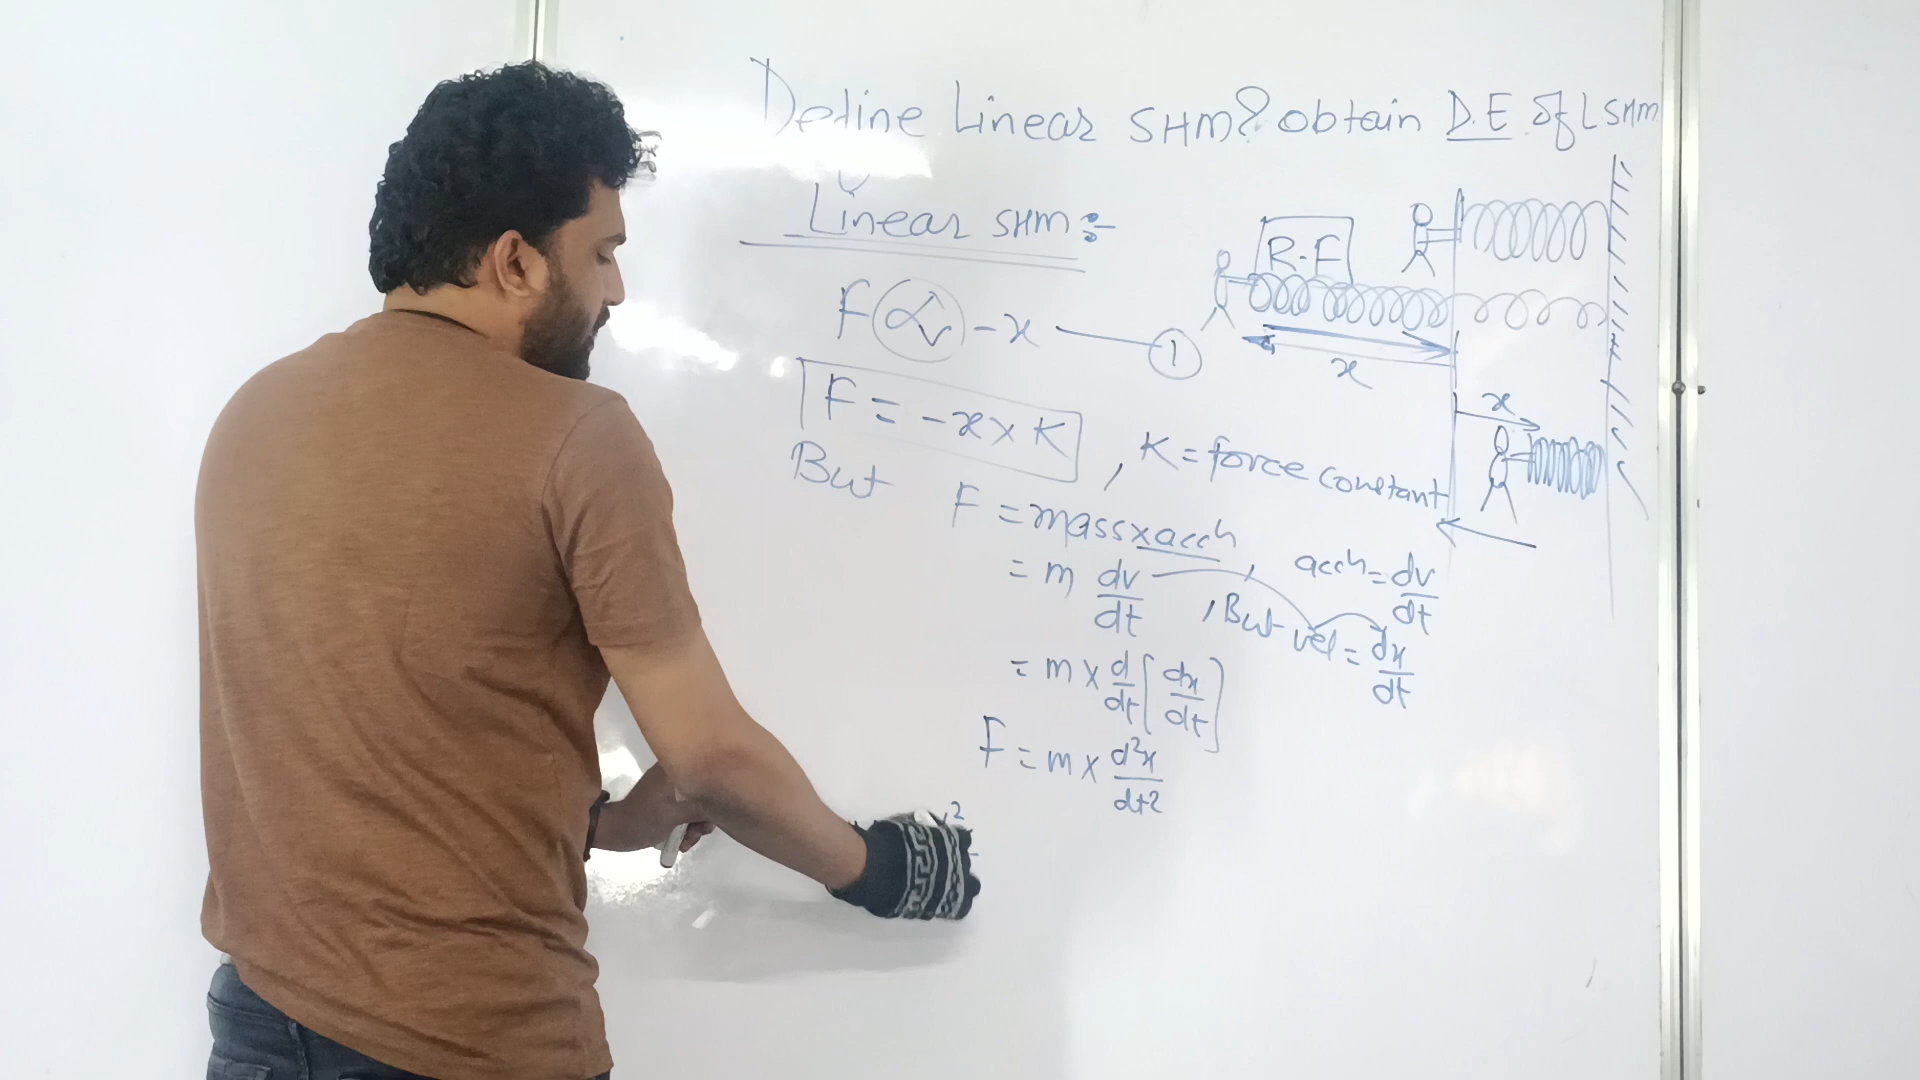 Define Linear SHM? obtain D.E of LSHM
Linear SHM:-
R.F
F ∝ -x ——— 1
x
F = -x × K
x
But
, K = force constant
F = mass × accⁿ
= m dv/dt , accⁿ = dv/dt
, But vel = dx/dt
= m × d/dt [dx/dt]
F = m × d²x/dt2
2